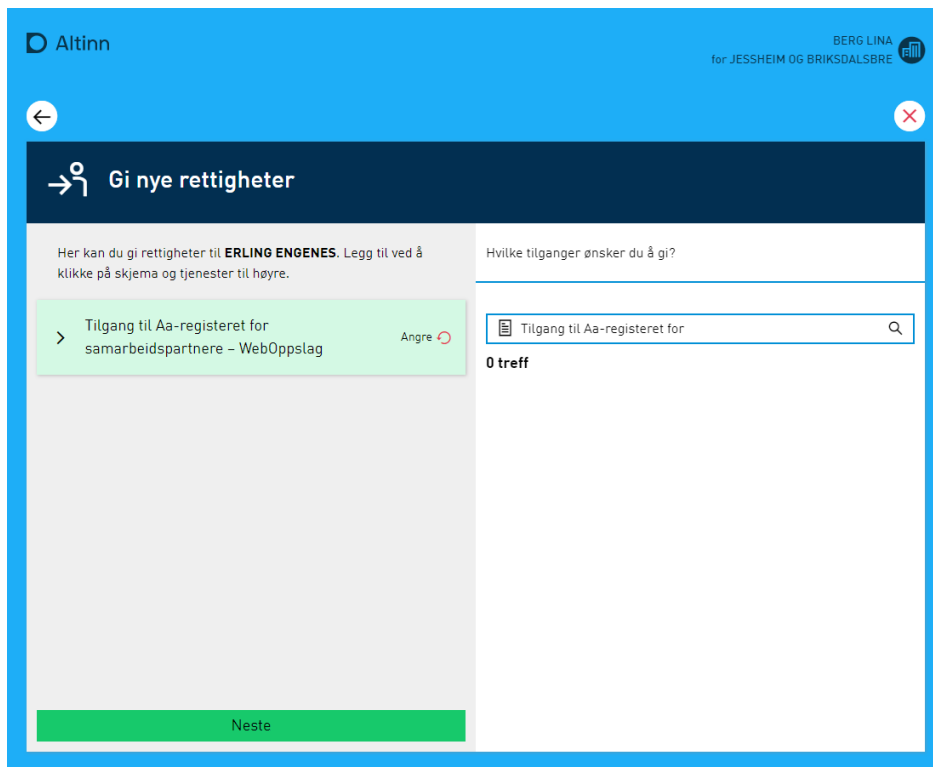 Altinn
BERG LINA
for JESSHEIM OG BRIKSDALSBRE
Gi nye rettigheter
Her kan du gi rettigheter til ERLING ENGENES. Legg til ved å
klikke på skjema og tjenester til høyre.
Tilgang til Aa-registeret for
samarbeidspartnere – WebOppslag
Angre
Neste
Hvilke tilganger ønsker du å gi?
Tilgang til Aa-registeret for
0 treff